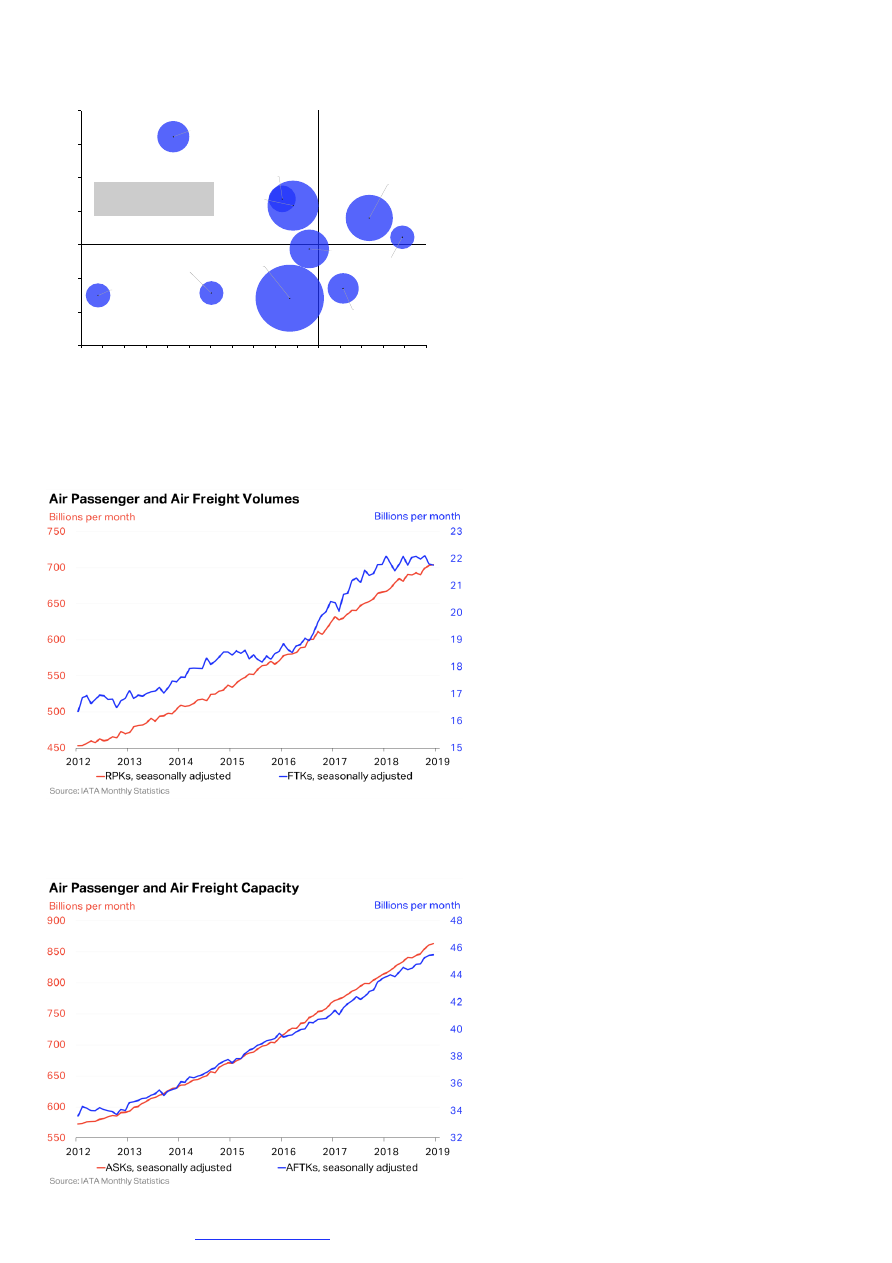 Air Passenger and Air Freight Volumes
Billions per month Billions per month
750 23
700 22
21
650 20
600 19
18
550 17
500 16
450 15
2012 2013 2014 2015 2016 2017 2018 2019
RPKs, seasonally adjusted FTKs, seasonally adjusted
Source: IATA Monthly Statistics
Air Passenger and Air Freight Capacity
Billions per month Billions per month
900 48
850 46
800 44
42
750 40
700 38
650 36
600 34
550 32
2012 2013 2014 2015 2016 2017 2018 2019
ASKs, seasonally adjusted AFTKs, seasonally adjusted
Source: IATA Monthly Statistics